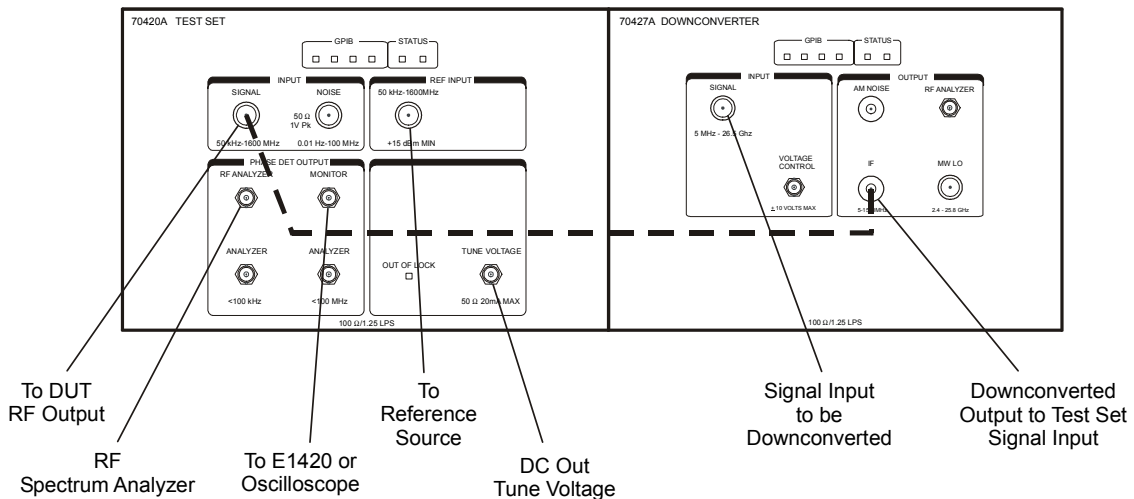 70420A TEST SET
GPIB
STATUS
INPUT
SIGNAL
NOISE
50 Ω
1V Pk
50 kHz-1600 MHz
0.01 Hz-100 MHz
REF INPUT
50 kHz-1600MHz
+15 dBm MIN
PHASE DET OUTPUT
RF ANALYZER
MONITOR
ANALYZER
ANALYZER
<100 kHz
<100 MHz
OUT OF LOCK
TUNE VOLTAGE
50 Ω 20mA MAX
100 Ω/1.25 LPS
70427A DOWNCONVERTER
GPIB
STATUS
INPUT
SIGNAL
5 MHz - 26.5 Ghz
VOLTAGE
CONTROL
+10 VOLTS MAX
OUTPUT
AM NOISE
RF ANALYZER
IF
MW LO
2.4 - 25.8 GHz
100 Ω/1.25 LPS
To DUT
RF Output
RF
Spectrum Analyzer
To E1420 or
Oscilloscope
To
Reference
Source
DC Out
Tune Voltage
Signal Input
to be
Downconverted
Downconverted
Output to Test Set
Signal Input